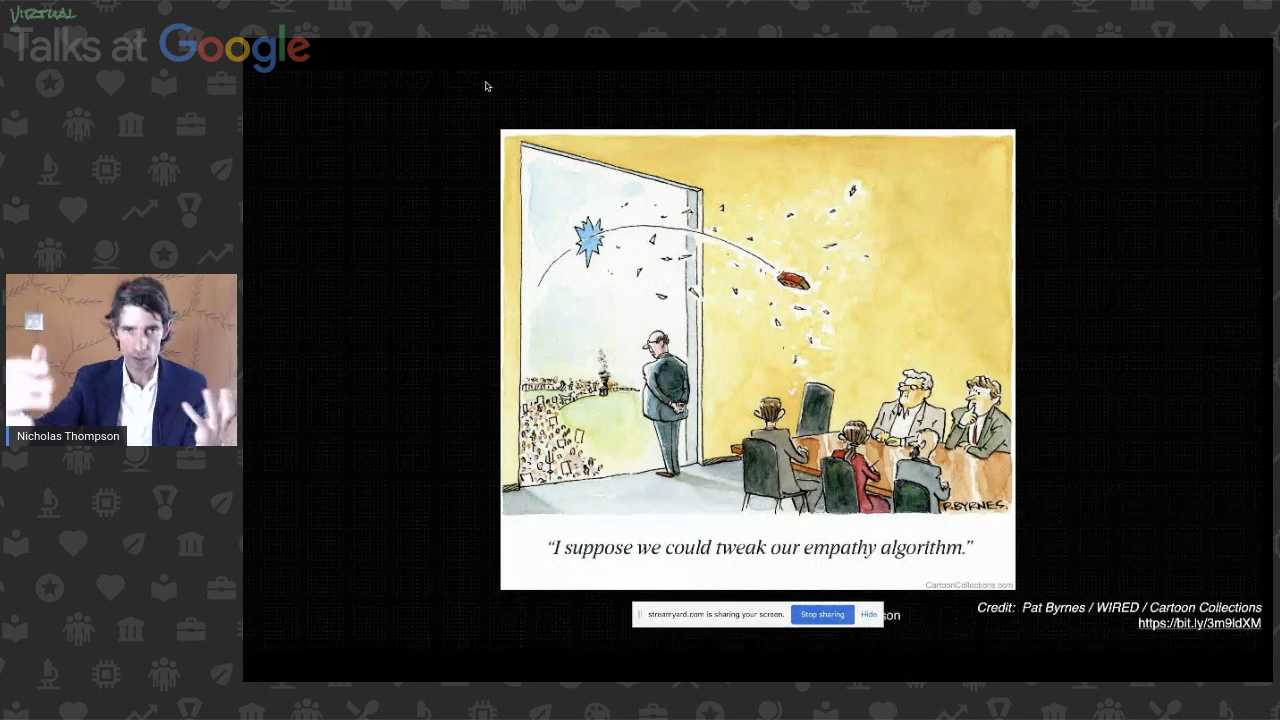 VIRTUAL
Talks at Google
Nicholas Thompson
P. BYRNES.
“I suppose we could tweak our empathy algorithm.”
CartoonCollections.com
streamyard.com is sharing your screen. Stop sharing Hide
son
Credit: Pat Byrnes / WIRED / Cartoon Collections
https://bit.ly/3m9ldXM